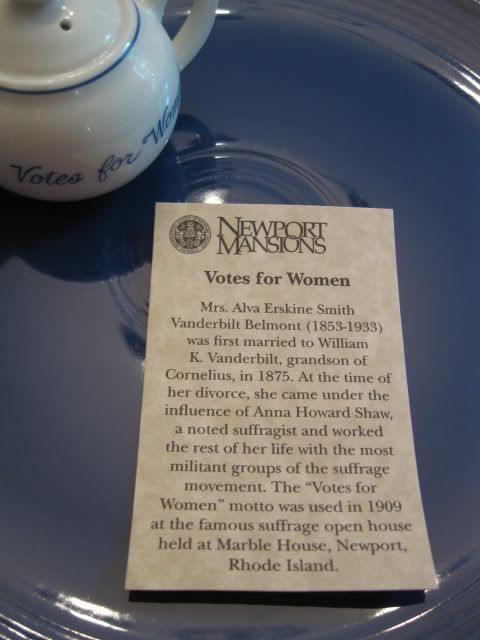 Votes for Wom
NEWPORT
MANSIONS
Votes for Women
Mrs. Alva Erskine Smith
Vanderbilt Belmont (1853-1933)
was first married to William
K. Vanderbilt, grandson of
Cornelius, in 1875. At the time of
her divorce, she came under the
influence of Anna Howard Shaw,
a noted suffragist and worked
the rest of her life with the most
militant groups of the suffrage
movement. The “Votes for
Women” motto was used in 1909
at the famous suffrage open house
held at Marble House, Newport,
Rhode Island.